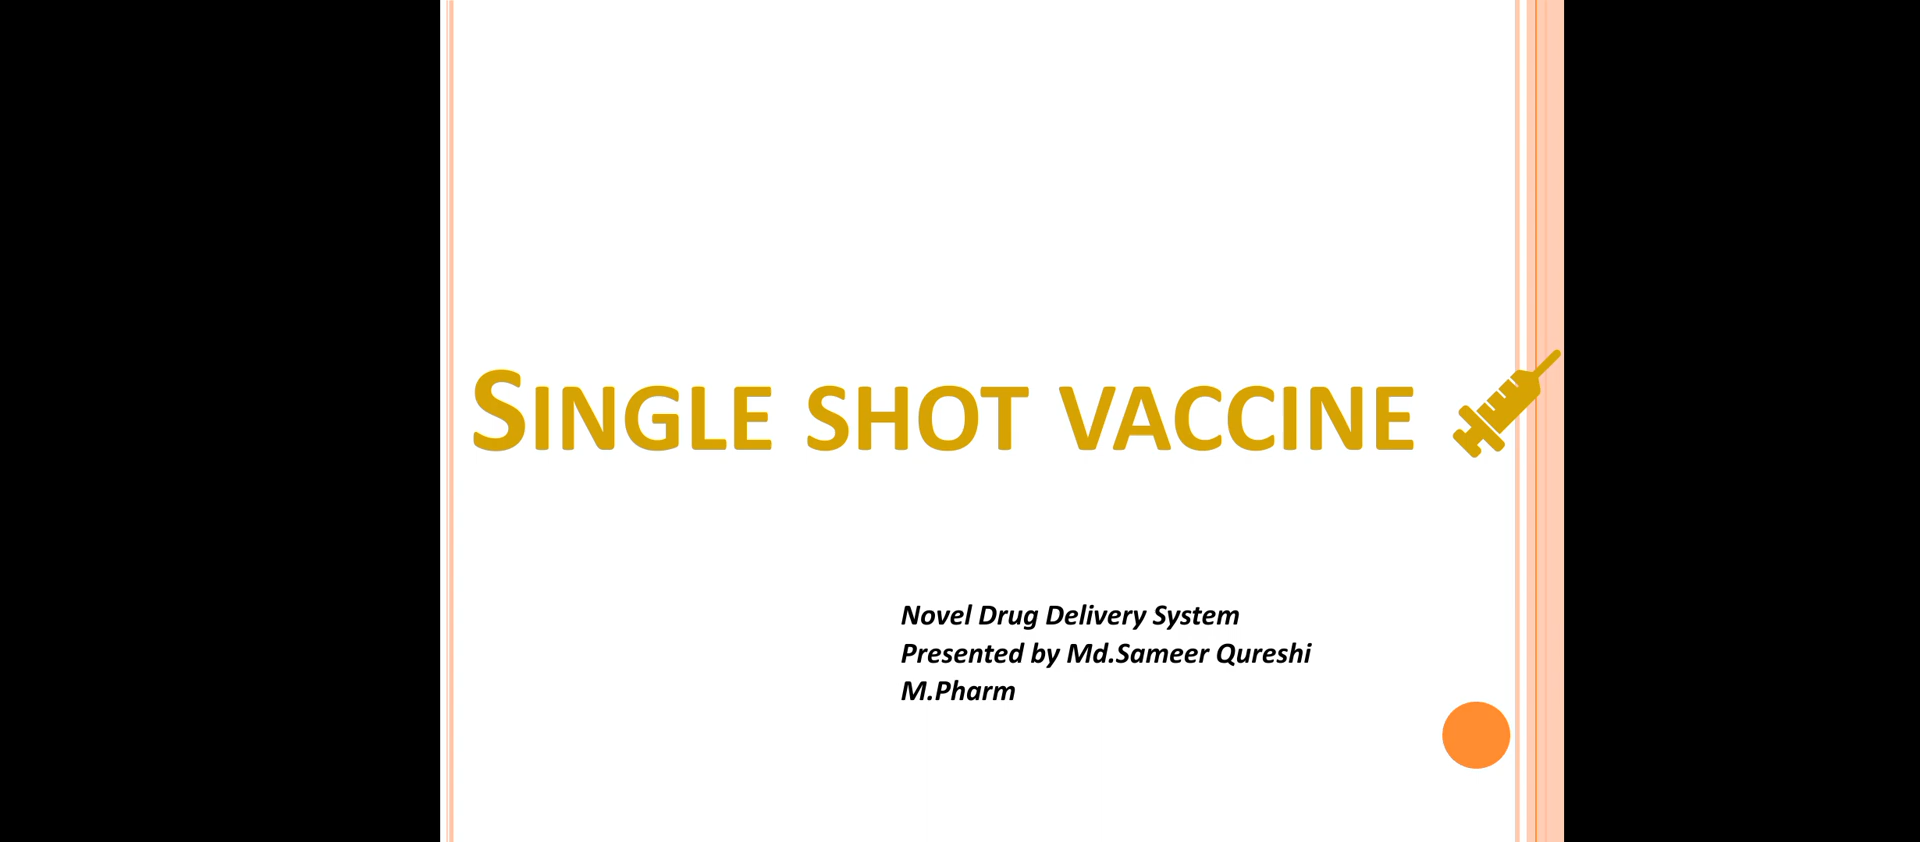 SINGLE SHOT VACCINE
Novel Drug Delivery System
Presented by Md.Sameer Qureshi
M.Pharm